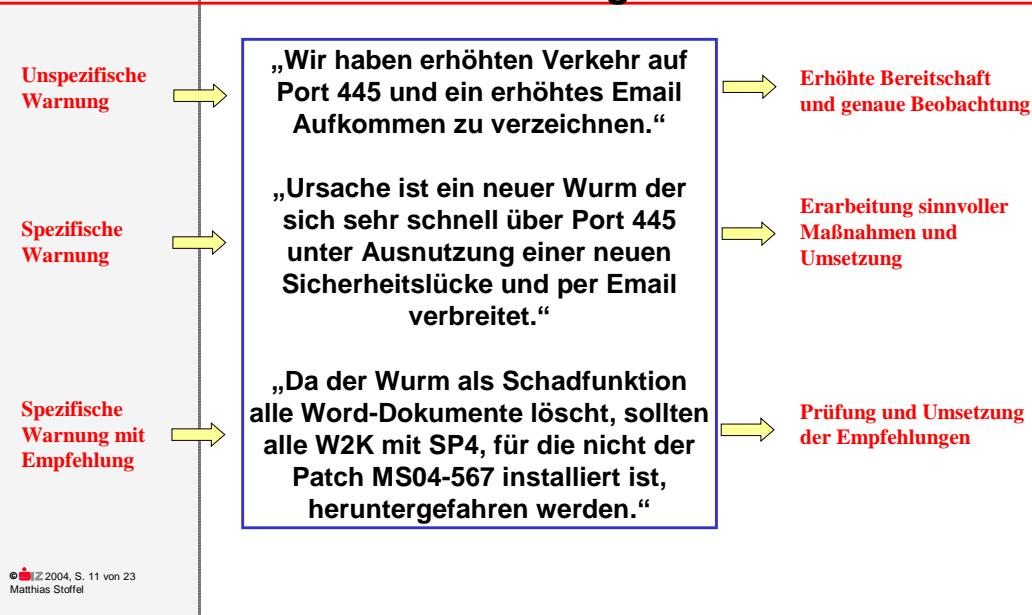 Unspezifische
Warnung
„Wir haben erhöhten Verkehr auf
Port 445 und ein erhöhtes Email
Aufkommen zu verzeichnen.“
Erhöhte Bereitschaft
und genaue Beobachtung
Spezifische
Warnung
„Ursache ist ein neuer Wurm der
sich sehr schnell über Port 445
unter Ausnutzung einer neuen
Sicherheitslücke und per Email
verbreitet.“
Erarbeitung sinnvoller
Maßnahmen und
Umsetzung
Spezifische
Warnung mit
Empfehlung
„Da der Wurm als Schadfunktion
alle Word-Dokumente löscht, sollten
alle W2K mit SP4, für die nicht der
Patch MS04-567 installiert ist,
heruntergefahren werden.“
Prüfung und Umsetzung
der Empfehlungen
© SIZ 2004, S. 11 von 23
Matthias Stoffel